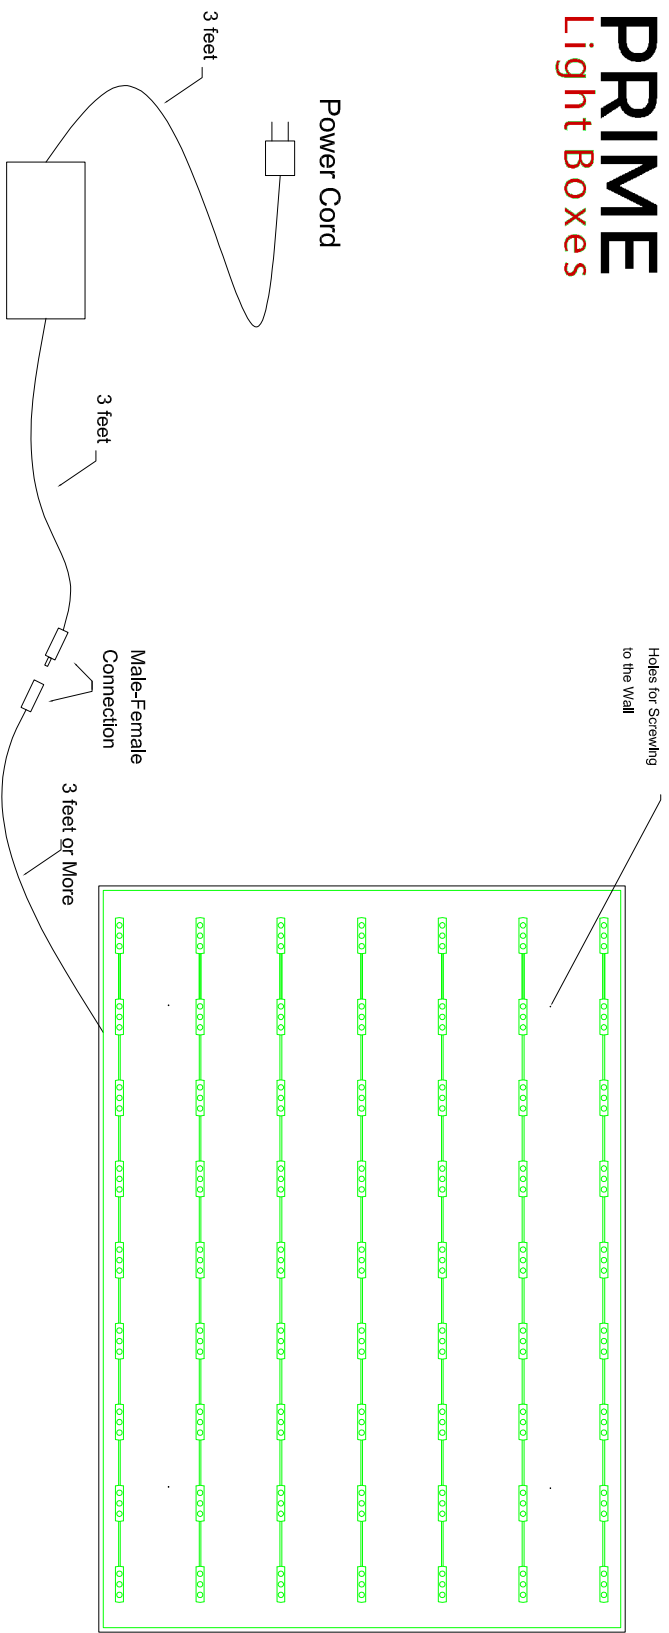 PRIME
Light Boxes
Power Cord
3 feet
3 feet
Male-Female
Connection
3 feet or More
Holes for Screwing
to the Wall